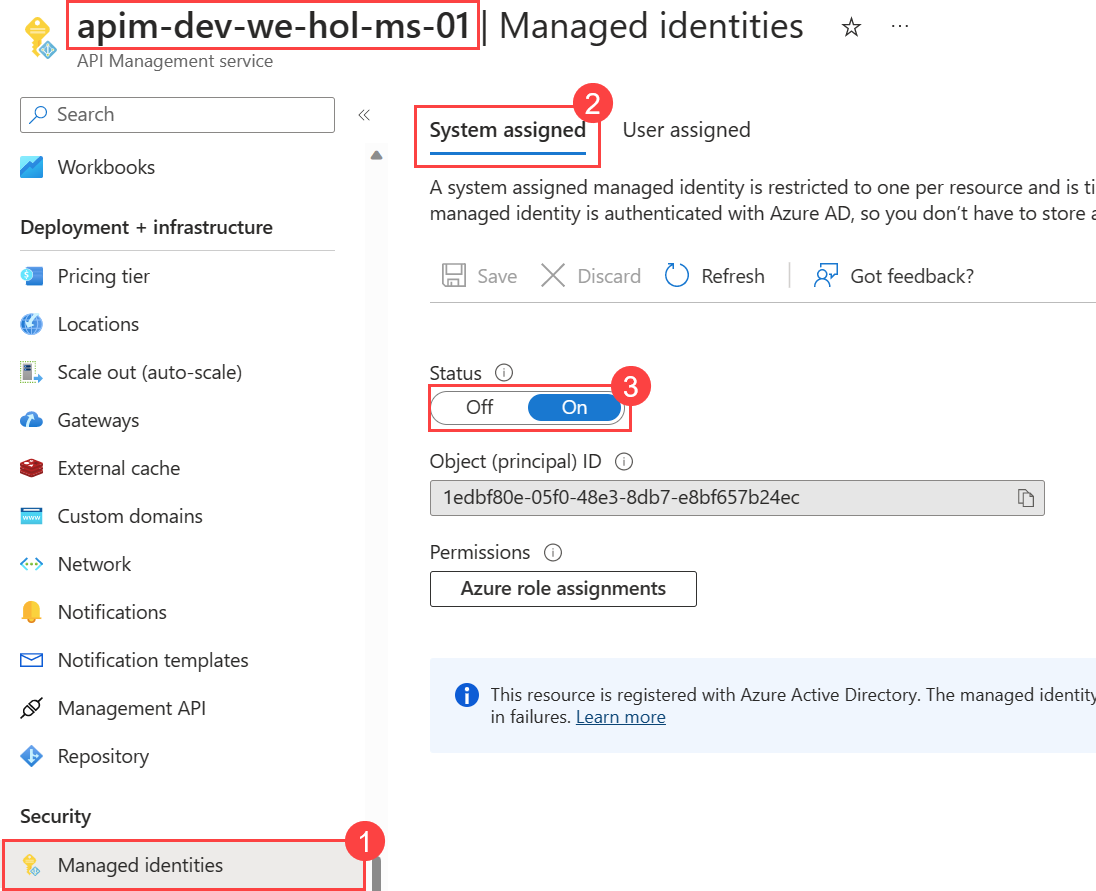 apim-dev-we-hol-ms-01 | Managed identities
API Management service
Search
Workbooks
Deployment + infrastructure
Pricing tier
Locations
Scale out (auto-scale)
Gateways
External cache
Custom domains
Network
Notifications
Notification templates
Management API
Repository
Security
Managed identities
1
System assigned
2
User assigned
A system assigned managed identity is restricted to one per resource and is ti
managed identity is authenticated with Azure AD, so you don’t have to store a
Save Discard Refresh Got feedback?
Status
Off On
3
Object (principal) ID
1edbf80e-05f0-48e3-8db7-e8bf657b24ec
Permissions
Azure role assignments
This resource is registered with Azure Active Directory. The managed identity
in failures. Learn more